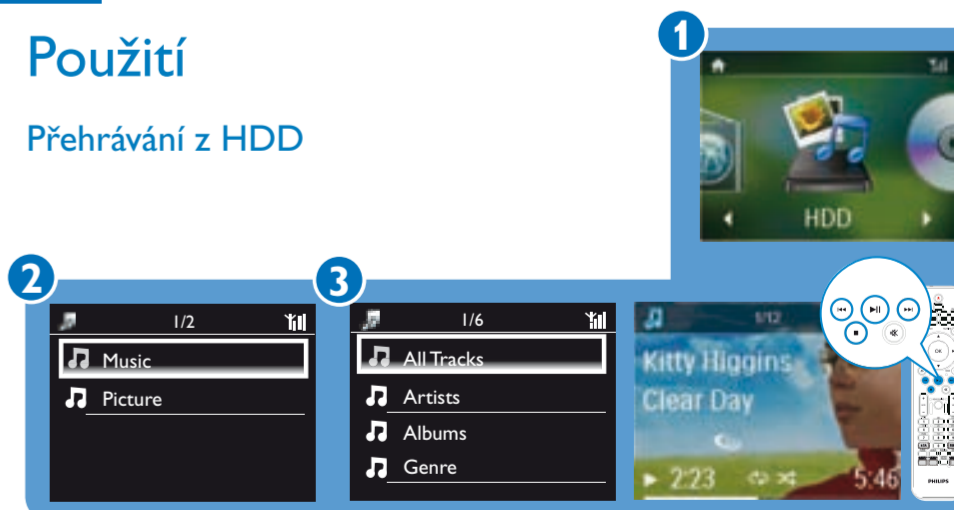 Použití
Přehrávání z HDD
1
HDD
2
1/2
Music
Picture
3
1/6
All Tracks
Artists
Albums
Genre
1/12
Kitty Higgins
Clear Day
2:23
5:46
OK
PHILIPS